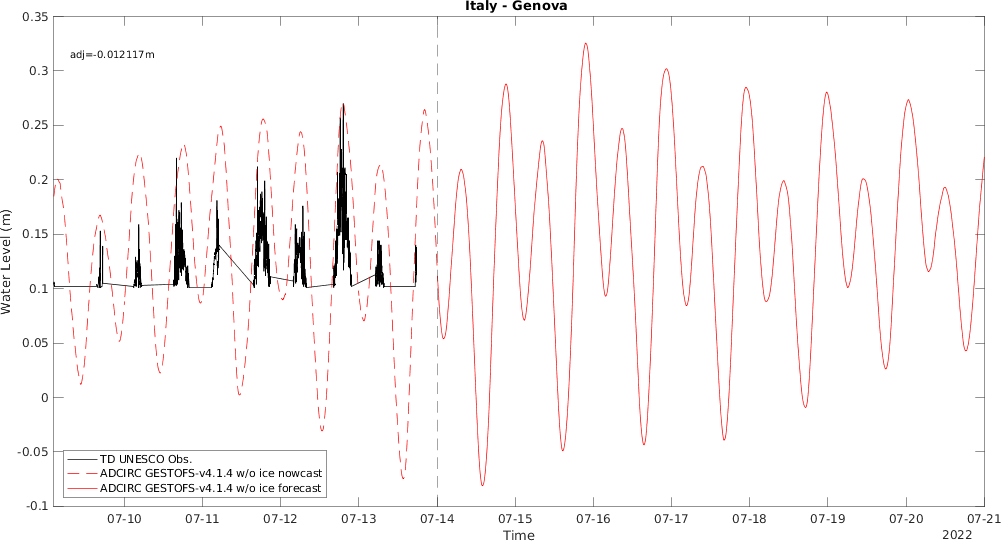 Italy - Genova
0.35
0.3
0.25
0.2
0.15
0.1
0.05
0
-0.05
-0.1
Water Level (m)
adj=-0.012117m
TD UNESCO Obs.
ADCIRC GESTOFS-v4.1.4 w/o ice nowcast
ADCIRC GESTOFS-v4.1.4 w/o ice forecast
07-10 07-11 07-12 07-13 07-14 07-15 07-16 07-17 07-18 07-19 07-20 07-21
Time
2022